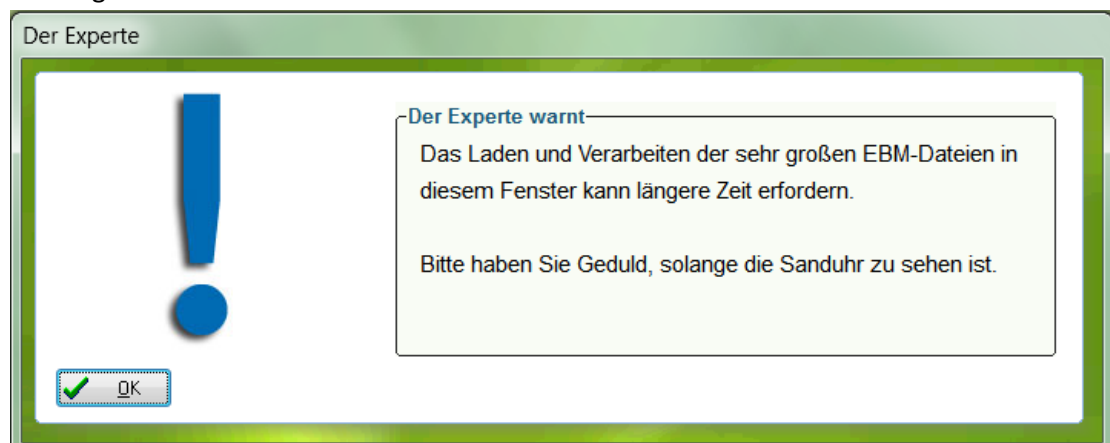 Der Experte
Der Experte warnt
Das Laden und Verarbeiten der sehr großen EBM-Dateien in
diesem Fenster kann längere Zeit erfordern.
Bitte haben Sie Geduld, solange die Sanduhr zu sehen ist.
OK